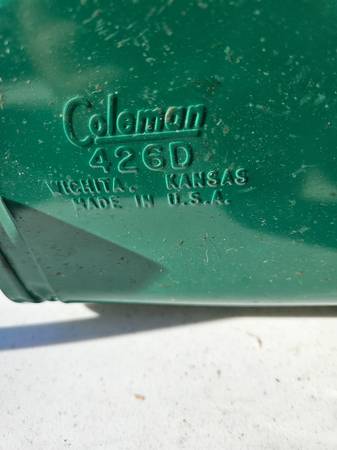 Coleman
426D
WICHITA. KANSAS
MADE IN U.S.A.